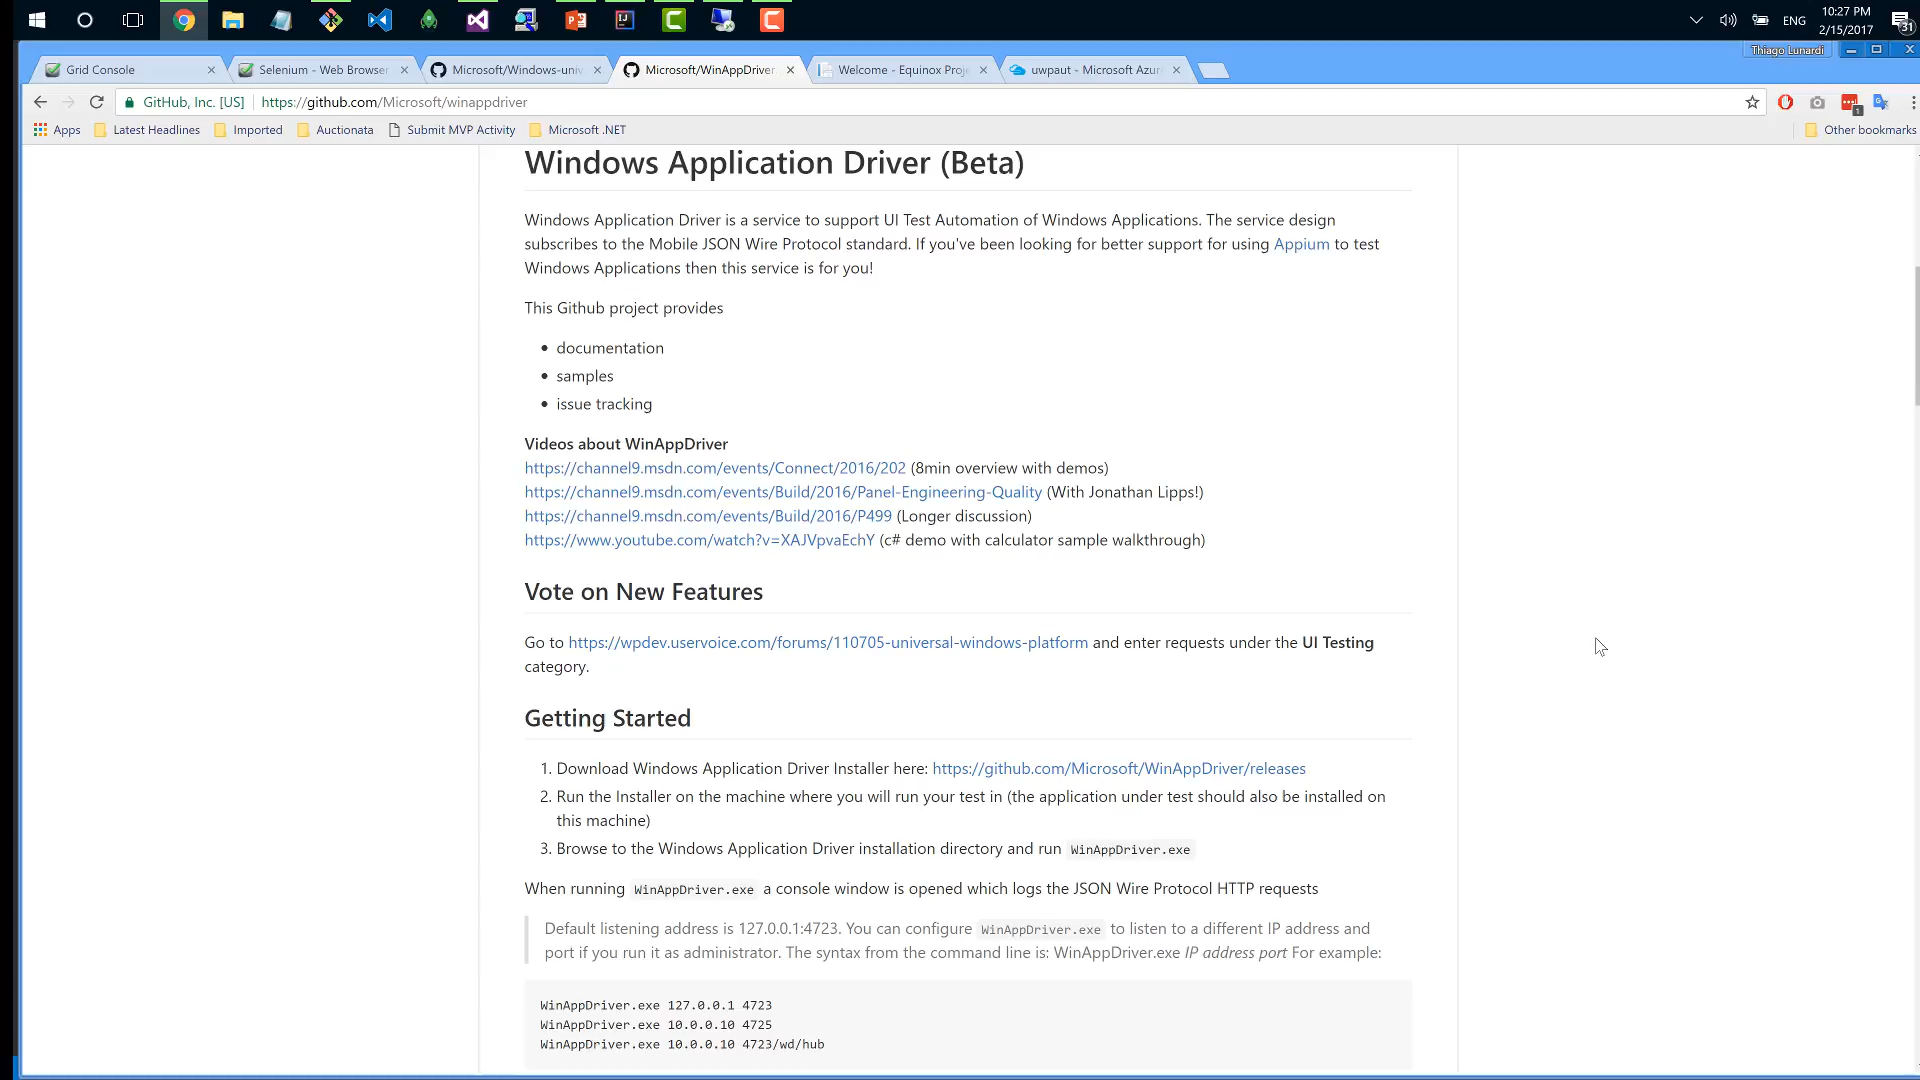 10:27 PM
ENG
2/15/2017
31
Thiago Lunardi
Grid Console
Selenium - Web Browser
Microsoft/Windows-univ
Microsoft/WinAppDriver
Welcome - Equinox Proje
uwpaut - Microsoft Azur
GitHub, Inc. [US]
https://github.com/Microsoft/winappdriver
1
Apps
Latest Headlines
Imported
Auctionata
Submit MVP Activity
Microsoft .NET
Other bookmarks
Windows Application Driver (Beta)
Windows Application Driver is a service to support UI Test Automation of Windows Applications. The service design
subscribes to the Mobile JSON Wire Protocol standard. If you've been looking for better support for using Appium to test
Windows Applications then this service is for you!
This Github project provides
• documentation
• samples
• issue tracking
Videos about WinAppDriver
https://channel9.msdn.com/events/Connect/2016/202 (8min overview with demos)
https://channel9.msdn.com/events/Build/2016/Panel-Engineering-Quality (With Jonathan Lipps!)
https://channel9.msdn.com/events/Build/2016/P499 (Longer discussion)
https://www.youtube.com/watch?v=XAJVpvaEchY (c# demo with calculator sample walkthrough)
Vote on New Features
Go to https://wpdev.uservoice.com/forums/110705-universal-windows-platform and enter requests under the UI Testing
category.
Getting Started
1. Download Windows Application Driver Installer here: https://github.com/Microsoft/WinAppDriver/releases
2. Run the Installer on the machine where you will run your test in (the application under test should also be installed on
this machine)
3. Browse to the Windows Application Driver installation directory and run WinAppDriver.exe
When running WinAppDriver.exe a console window is opened which logs the JSON Wire Protocol HTTP requests
Default listening address is 127.0.0.1:4723. You can configure WinAppDriver.exe to listen to a different IP address and
port if you run it as administrator. The syntax from the command line is: WinAppDriver.exe IP address port For example:
WinAppDriver.exe 127.0.0.1 4723
WinAppDriver.exe 10.0.0.10 4725
WinAppDriver.exe 10.0.0.10 4723/wd/hub